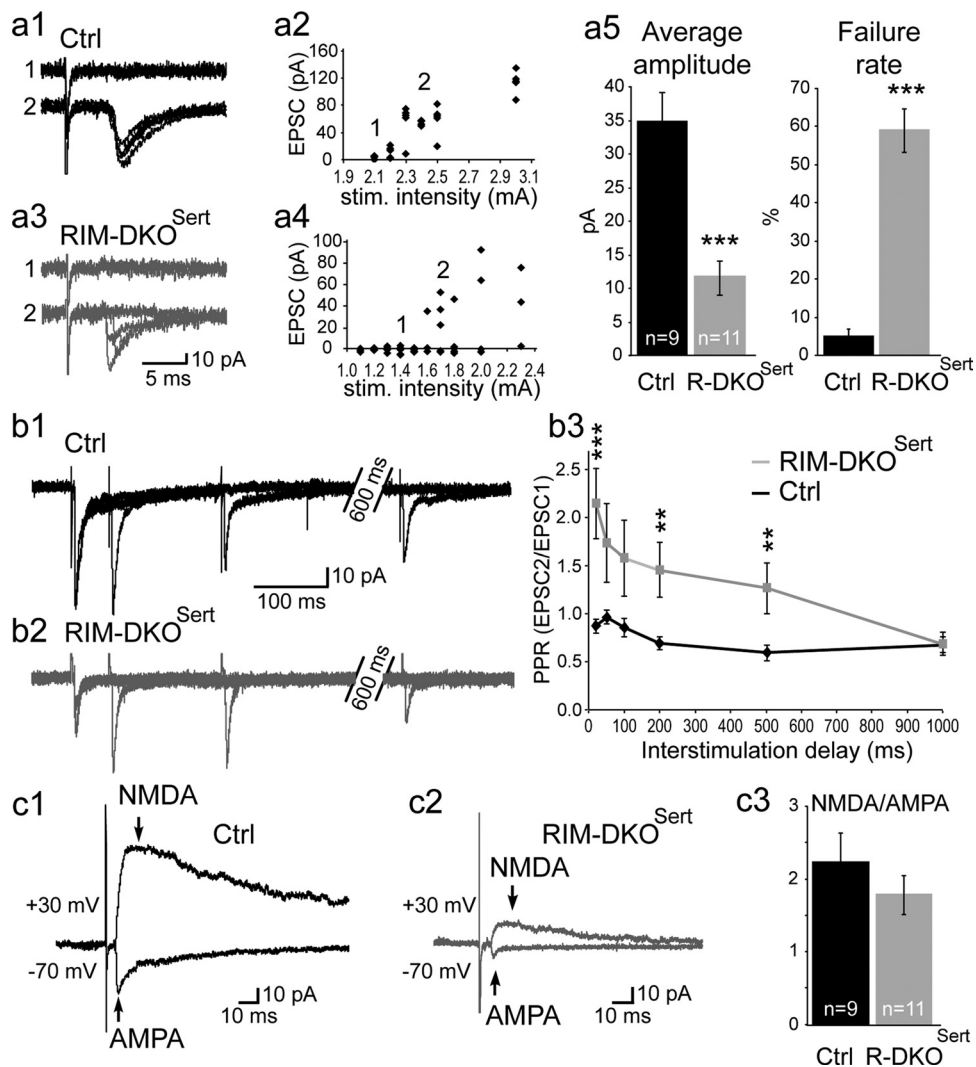 a1
Ctrl
1
2
a2
EPSC (pA)
160
120
80
40
0
1
2
1.9 2.1 2.3 2.5 2.7 2.9 3.1
stim. intensity (mA)
a3
RIM-DKO Sert
1
2
10 pA
5 ms
a4
EPSC (pA)
100
80
60
40
20
0
1
2
1.0 1.2 1.4 1.6 1.8 2.0 2.2 2.4
stim. intensity (mA)
a5
Average
amplitude
pA
40
35
30
25
20
15
10
5
0
***
n=9
n=11
Ctrl R-DKO Sert
Failure
rate
%
70
60
50
40
30
20
10
0
***
Ctrl R-DKO Sert
b1
Ctrl
600 ms
10 pA
100 ms
b2
RIM-DKO Sert
600 ms
b3
PPR (EPSC2/EPSC1)
2.5
2.0
1.5
1.0
0.5
0.0
***
**
**
RIM-DKO Sert
Ctrl
0 100 200 300 400 500 600 700 800 900 1000
Interstimulation delay (ms)
c1
NMDA
Ctrl
+30 mV
-70 mV
AMPA
10 pA
10 ms
c2
RIM-DKO Sert
NMDA
+30 mV
-70 mV
AMPA
10 pA
10 ms
c3
NMDA/AMPA
3
2
1
0
n=9
n=11
Ctrl R-DKO Sert